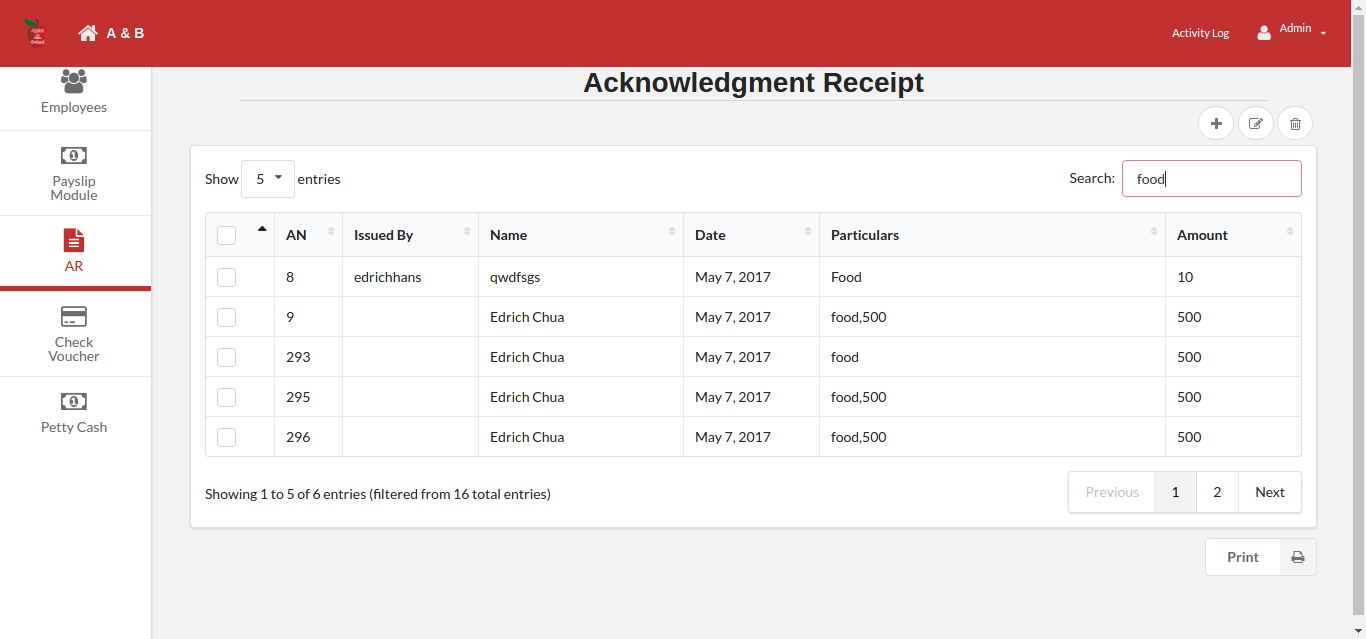 A & B
Activity Log
Admin
Employees
Payslip
Module
AR
Check
Voucher
Petty Cash
Acknowledgment Receipt
Show 5 entries
Search: food
AN Issued By Name Date Particulars Amount
8 edrichhans qwdfsgs May 7, 2017 Food 10
9 Edrich Chua May 7, 2017 food,500 500
293 Edrich Chua May 7, 2017 food 500
295 Edrich Chua May 7, 2017 food,500 500
296 Edrich Chua May 7, 2017 food,500 500
Showing 1 to 5 of 6 entries (filtered from 16 total entries)
Previous 1 2 Next
Print